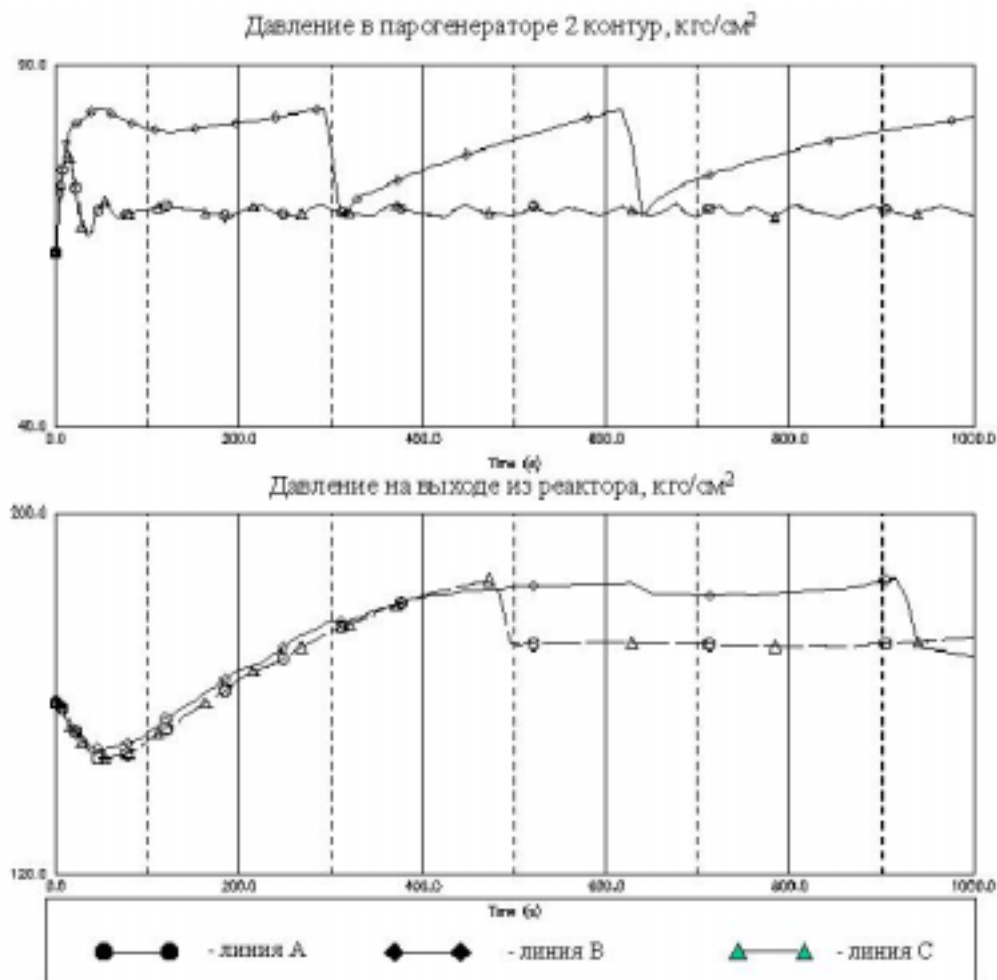 Давление в парогенераторе 2 контур, кгс/см²
90.0
40.0
0.0 200.0 400.0 600.0 800.0 1000.0
Time (s)
Давление на выходе из реактора, кгс/см²
200.0
120.0
0.0 200.0 400.0 600.0 800.0 1000.0
Time (s)
- линия A - линия B - линия C